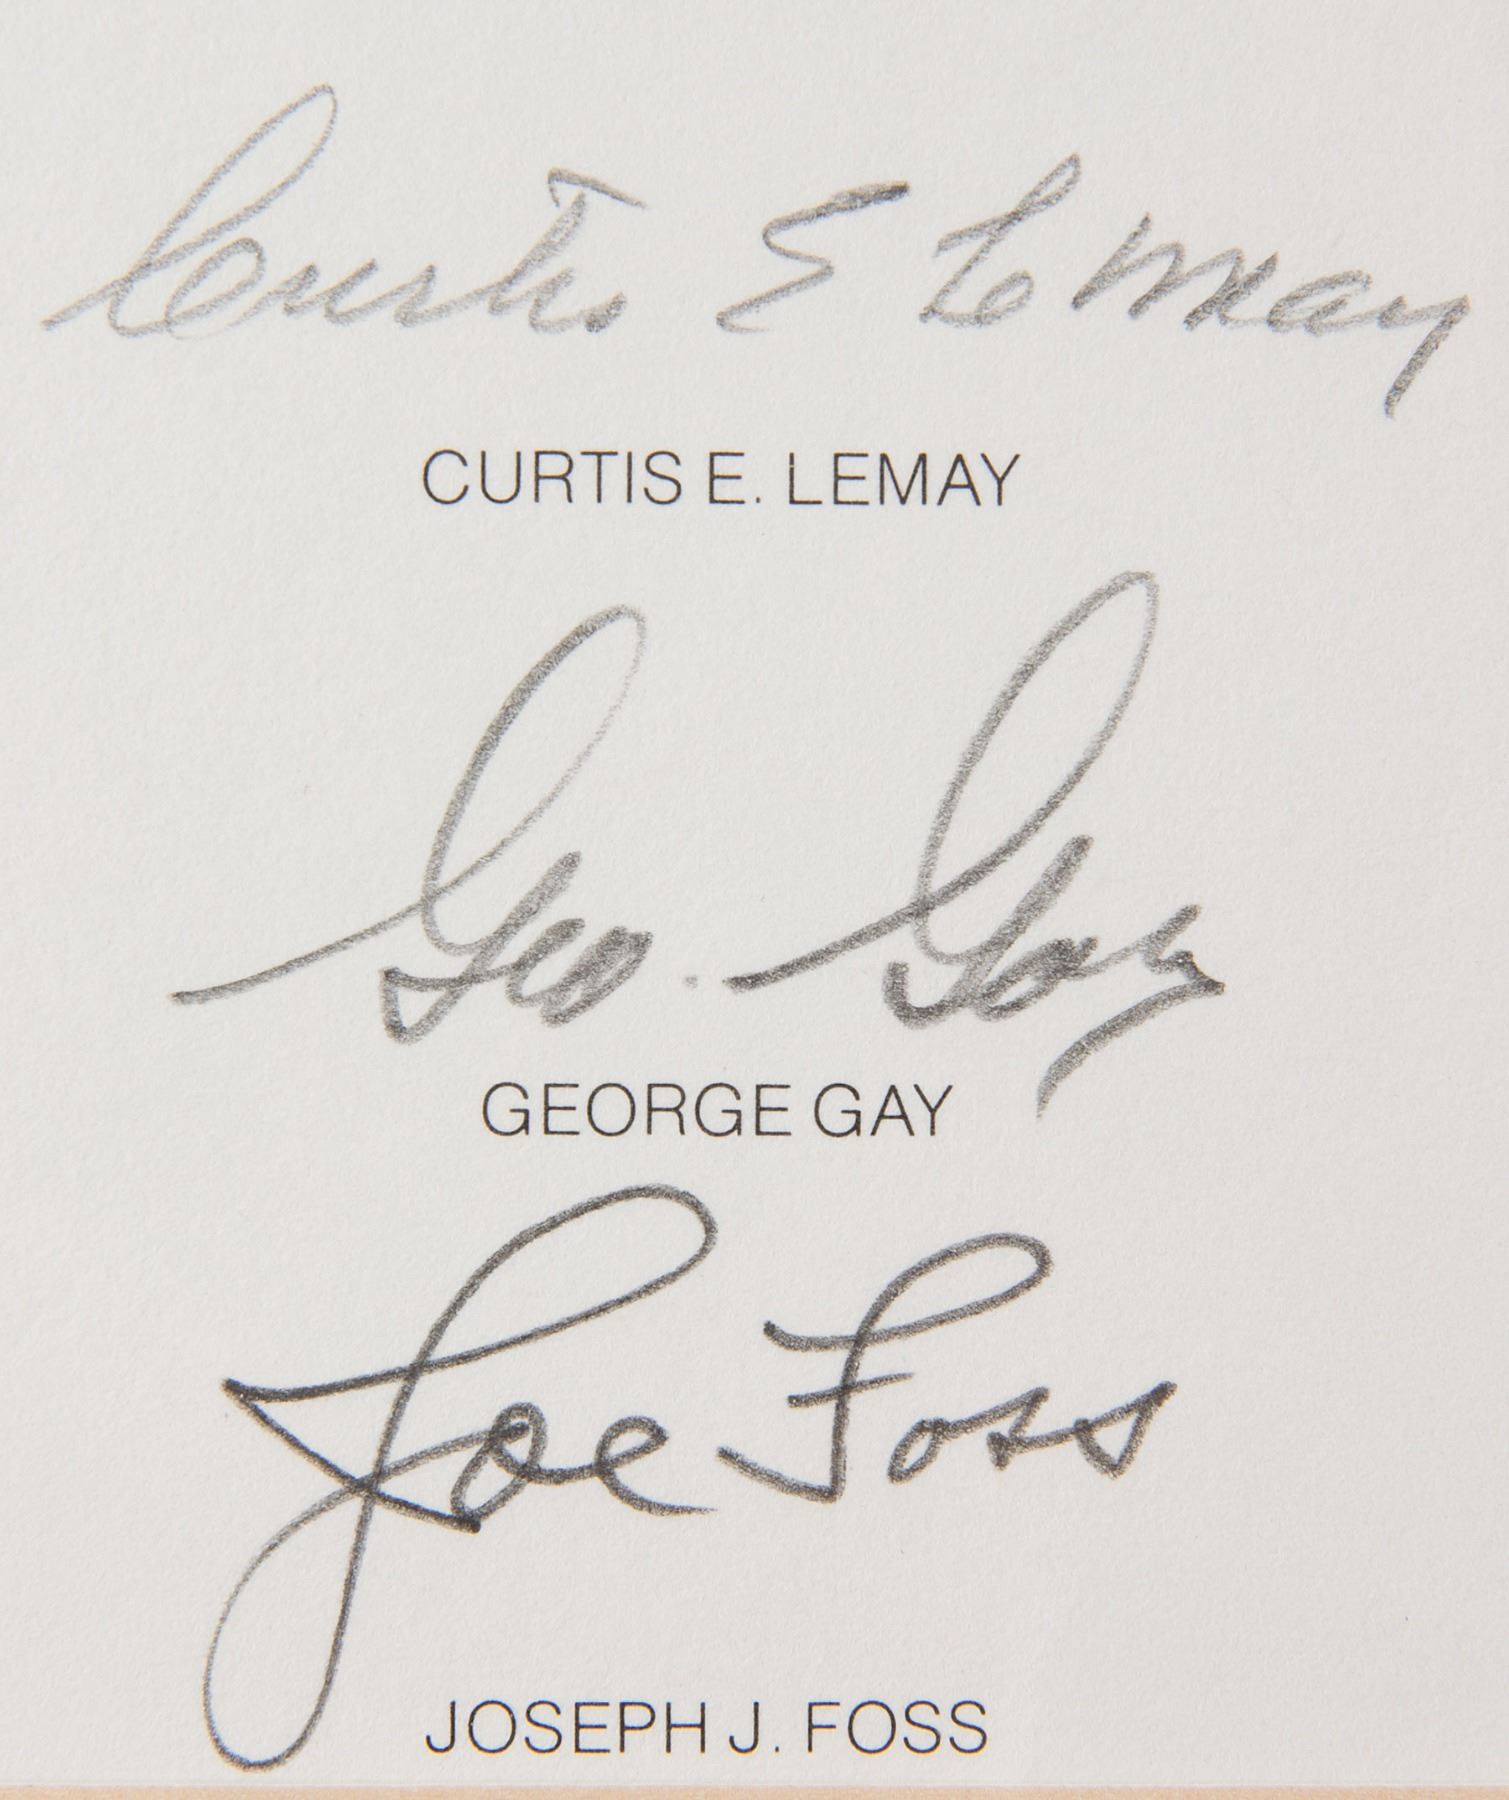 Curtis E LeMay
CURTIS E. LEMAY
Geo. Gay
GEORGE GAY
Joe Foss
JOSEPH J. FOSS